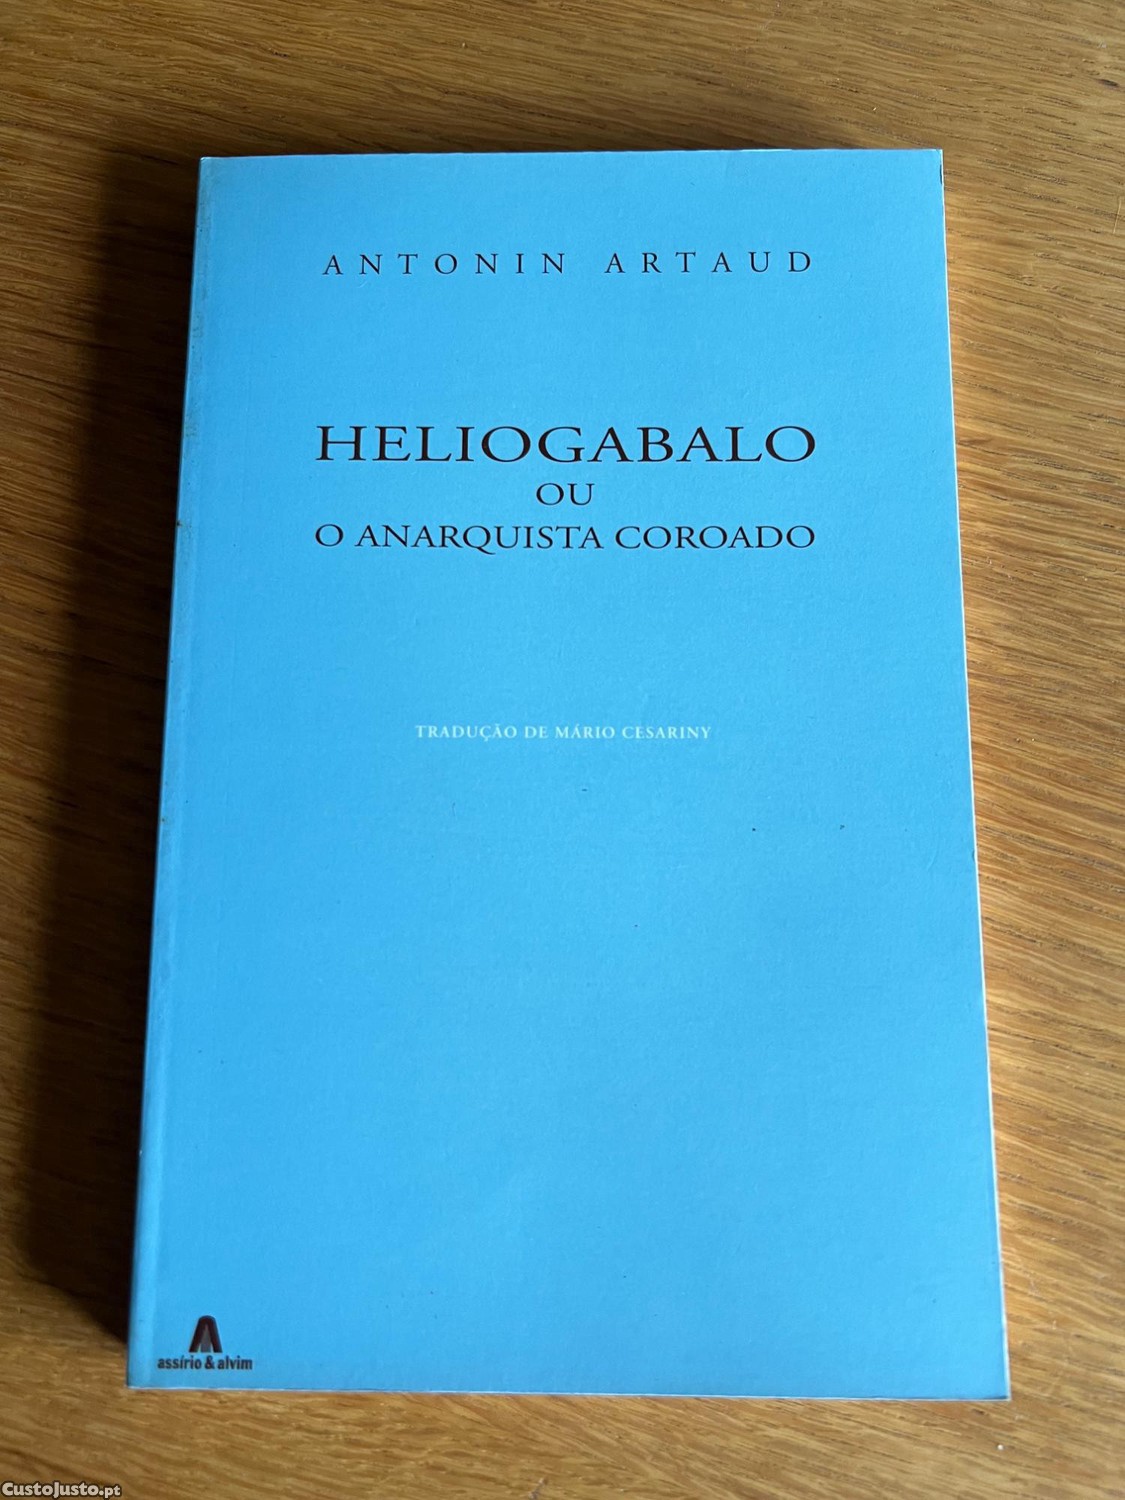 ANTONIN ARTAUD
HELIOGABALO
OU
O ANARQUISTA COROADO
TRADUÇÃO DE MÁRIO CESARINY
assírio & alvim
CustoJusto.pt